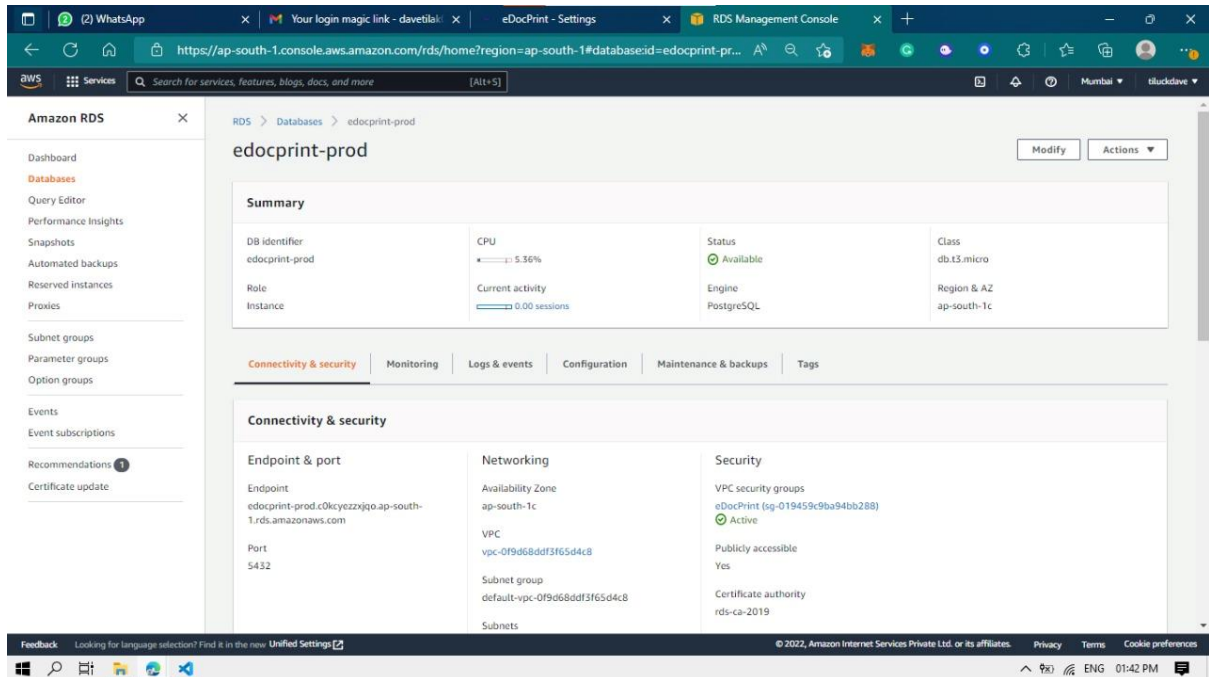 (2) WhatsApp
Your login magic link - davetilak
eDocPrint - Settings
RDS Management Console
https://ap-south-1.console.aws.amazon.com/rds/home?region=ap-south-1#database:id=edocprint-pr...
aws
Services
Search for services, features, blogs, docs, and more
[Alt+S]
Mumbai
tiluckdave
Amazon RDS
Dashboard
Databases
Query Editor
Performance Insights
Snapshots
Automated backups
Reserved instances
Proxies
Subnet groups
Parameter groups
Option groups
Events
Event subscriptions
Recommendations 1
Certificate update
RDS > Databases > edocprint-prod
edocprint-prod
Modify
Actions
Summary
DB identifier
edocprint-prod
CPU
5.36%
Status
Available
Class
db.t3.micro
Role
Instance
Current activity
0.00 sessions
Engine
PostgreSQL
Region & AZ
ap-south-1c
Connectivity & security
Monitoring
Logs & events
Configuration
Maintenance & backups
Tags
Connectivity & security
Endpoint & port
Endpoint
edocprint-prod.c0kcyezzxjqo.ap-south-
1.rds.amazonaws.com
Port
5432
Networking
Availability Zone
ap-south-1c
VPC
vpc-0f9d68ddf3f65d4c8
Subnet group
default-vpc-0f9d68ddf3f65d4c8
Subnets
Security
VPC security groups
eDocPrint (sg-019459c9ba94bb288)
Active
Publicly accessible
Yes
Certificate authority
rds-ca-2019
Feedback
Looking for language selection? Find it in the new Unified Settings
© 2022, Amazon Internet Services Private Ltd. or its affiliates.
Privacy
Terms
Cookie preferences
ENG
01:42 PM